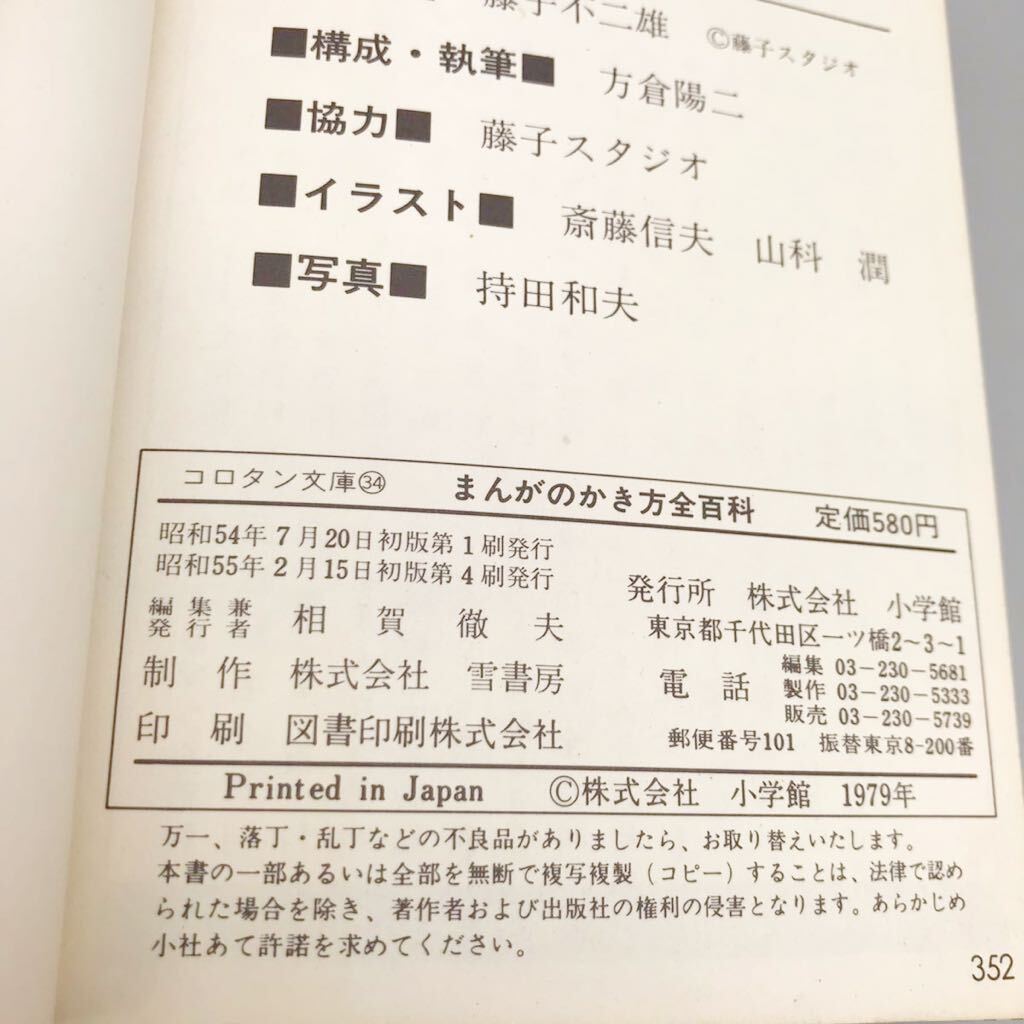 藤子不二雄 ©藤子スタジオ
■構成・執筆■ 方倉陽二
■協力■ 藤子スタジオ
■イラスト■ 斎藤信夫 山科 潤
■写真■ 持田和夫
コロタン文庫㉞ まんがのかき方全百科 定価580円
昭和54年7月20日初版第1刷発行
昭和55年2月15日初版第4刷発行
編集兼
発行者 相賀徹夫
制作 株式会社 雪書房
印刷 図書印刷株式会社
発行所 株式会社 小学館
東京都千代田区一ツ橋2〜3〜1
電話 編集 03-230-5681
製作 03-230-5333
販売 03-230-5739
郵便番号101 振替東京8-200番
Printed in Japan ©株式会社 小学館 1979年
万一、落丁・乱丁などの不良品がありましたら、お取り替えいたします。
本書の一部あるいは全部を無断で複写複製(コピー)することは、法律で認め
られた場合を除き、著作者および出版社の権利の侵害となります。あらかじめ
小社あて許諾を求めてください。
352